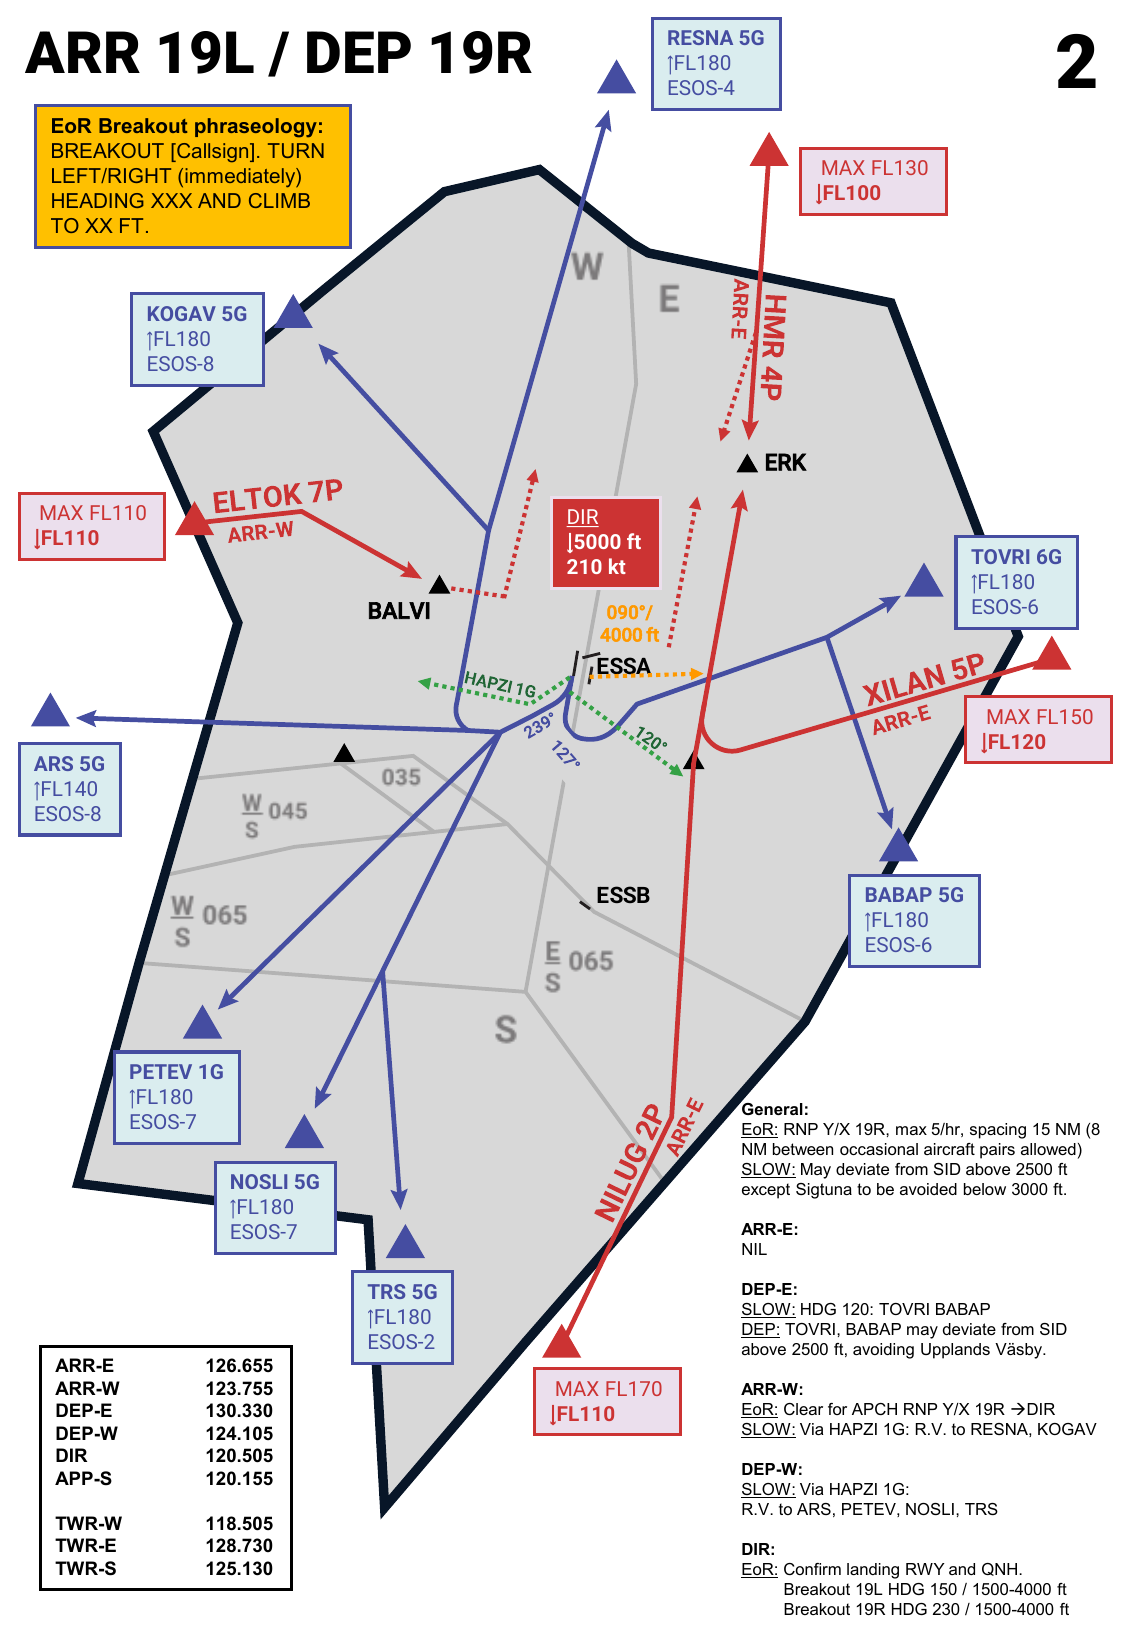 ARR 19L / DEP 19R
2
RESNA 5G
↑FL180
ESOS-4
EoR Breakout phraseology:
BREAKOUT [Callsign]. TURN
LEFT/RIGHT (immediately)
HEADING XXX AND CLIMB
TO XX FT.
MAX FL130
↓FL100
W
E
KOGAV 5G
↑FL180
ESOS-8
ARR-E
HMR 4P
ERK
MAX FL110
↓FL110
ELTOK 7P
ARR-W
DIR
↓5000 ft
210 kt
BALVI
090°/
4000 ft
ESSA
TOVRI 6G
↑FL180
ESOS-6
HAPZI 1G
239°
127°
120°
XILAN 5P
ARR-E
MAX FL150
↓FL120
ARS 5G
↑FL140
ESOS-8
035
W
S
045
W
S
065
ESSB
E
S
065
S
BABAP 5G
↑FL180
ESOS-6
PETEV 1G
↑FL180
ESOS-7
NOSLI 5G
↑FL180
ESOS-7
TRS 5G
↑FL180
ESOS-2
NILUG 2P
ARR-E
MAX FL170
↓FL110
General:
EoR: RNP Y/X 19R, max 5/hr, spacing 15 NM (8
NM between occasional aircraft pairs allowed)
SLOW: May deviate from SID above 2500 ft
except Sigtuna to be avoided below 3000 ft.
ARR-E:
NIL
DEP-E:
SLOW: HDG 120: TOVRI BABAP
DEP: TOVRI, BABAP may deviate from SID
above 2500 ft, avoiding Upplands Väsby.
ARR-W:
EoR: Clear for APCH RNP Y/X 19R →DIR
SLOW: Via HAPZI 1G: R.V. to RESNA, KOGAV
DEP-W:
SLOW: Via HAPZI 1G:
R.V. to ARS, PETEV, NOSLI, TRS
DIR:
EoR: Confirm landing RWY and QNH.
Breakout 19L HDG 150 / 1500-4000 ft
Breakout 19R HDG 230 / 1500-4000 ft
ARR-E 126.655
ARR-W 123.755
DEP-E 130.330
DEP-W 124.105
DIR 120.505
APP-S 120.155
TWR-W 118.505
TWR-E 128.730
TWR-S 125.130